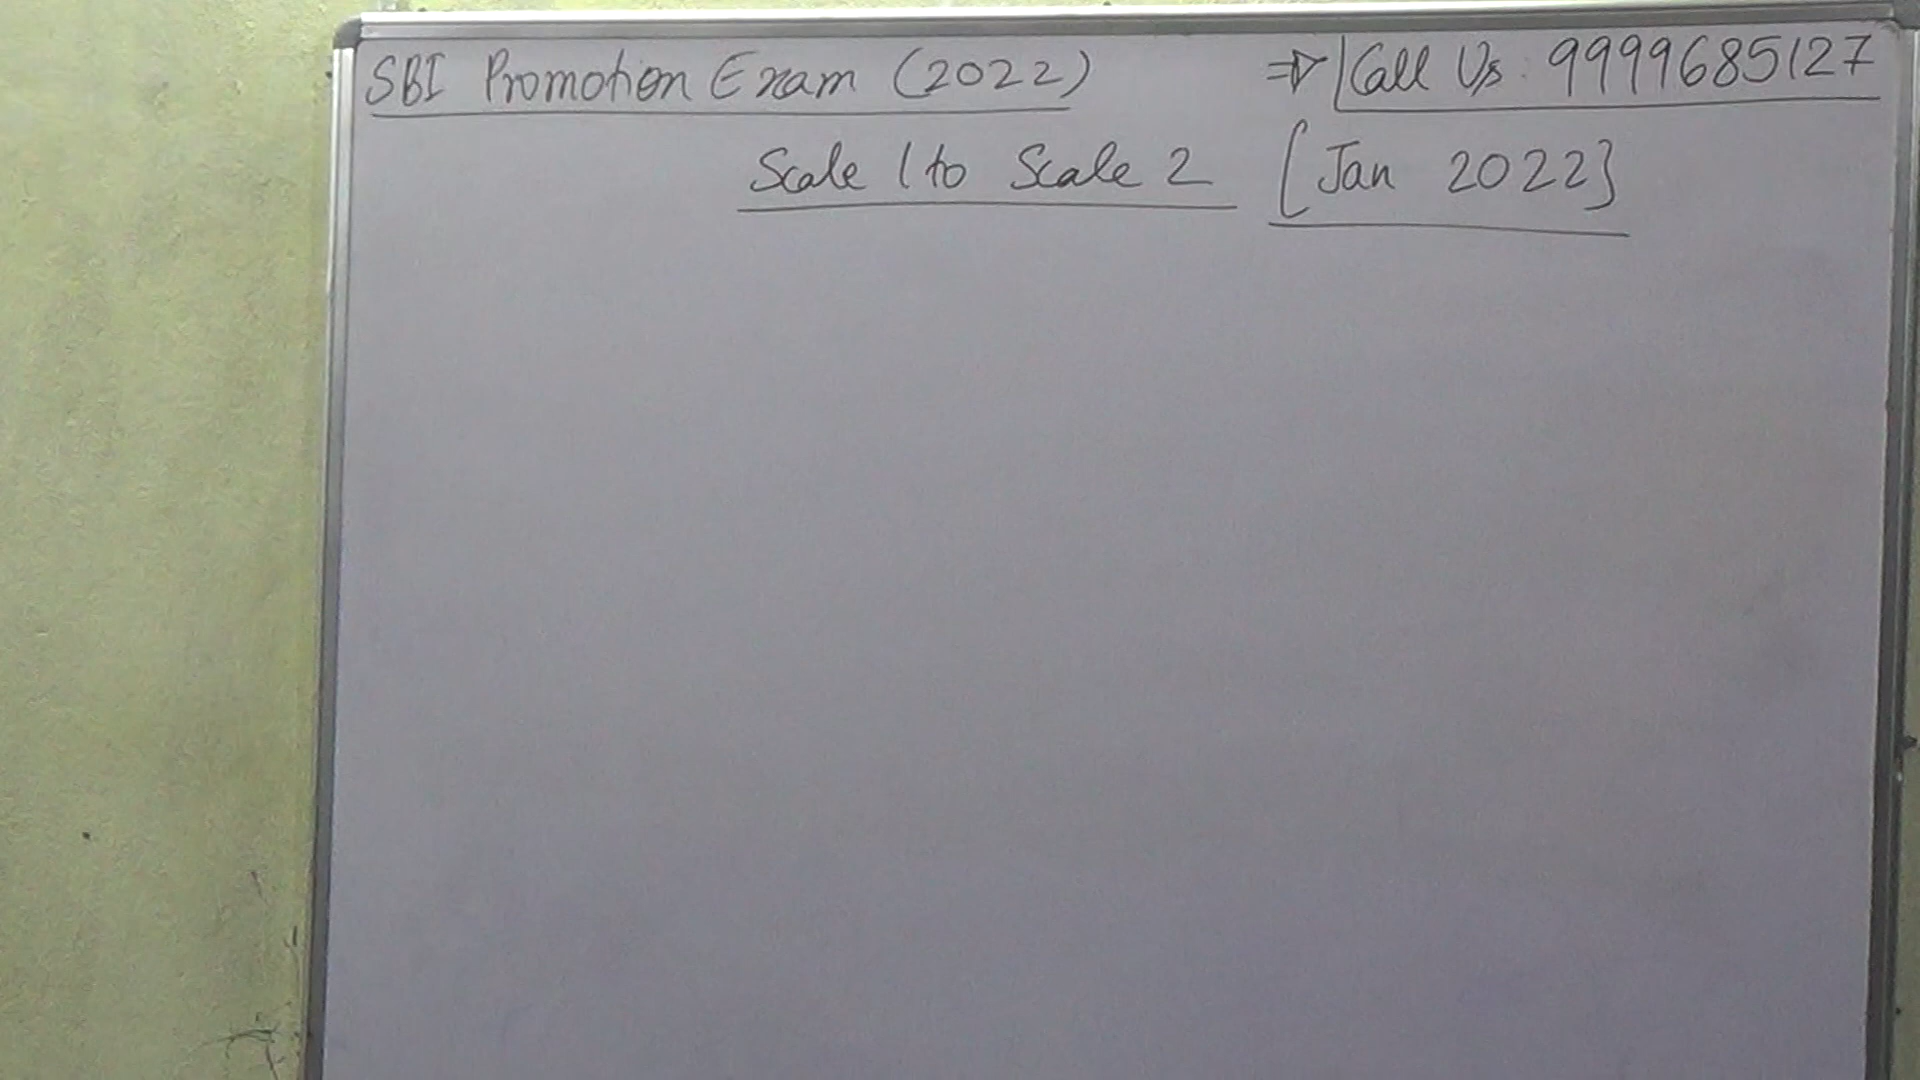 SBI Promotion Exam (2022) ⇒ Call Us: 9999685127
Scale 1 to Scale 2 [Jan 2022}